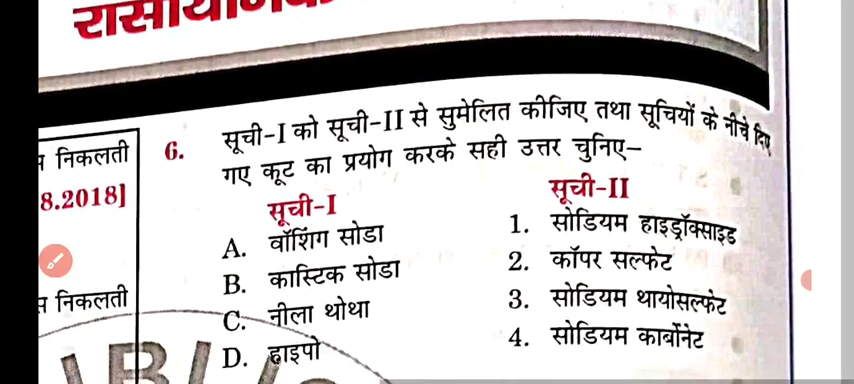 6. सूची-I को सूची-II से सुमेलित कीजिए तथा सूचियों के नीचे दिए
गए कूट का प्रयोग करके सही उत्तर चुनिए–
सूची-I सूची-II
A. वॉशिंग सोडा 1. सोडियम हाइड्रॉक्साइड
B. कास्टिक सोडा 2. कॉपर सल्फेट
C. नीला थोथा 3. सोडियम थायोसल्फेट
D. हाइपो 4. सोडियम कार्बोनेट
निकलती
8.2018]
निकलती